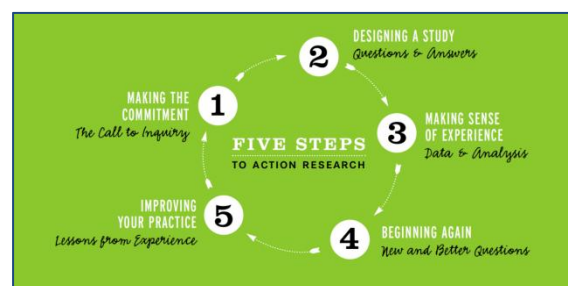 FIVE STEPS
TO ACTION RESEARCH
1
MAKING THE
COMMITMENT
The Call to Inquiry
2
DESIGNING A STUDY
Questions & Answers
3
MAKING SENSE
OF EXPERIENCE
Data & Analysis
4
BEGINNING AGAIN
New and Better Questions
5
IMPROVING
YOUR PRACTICE
Lessons from Experience